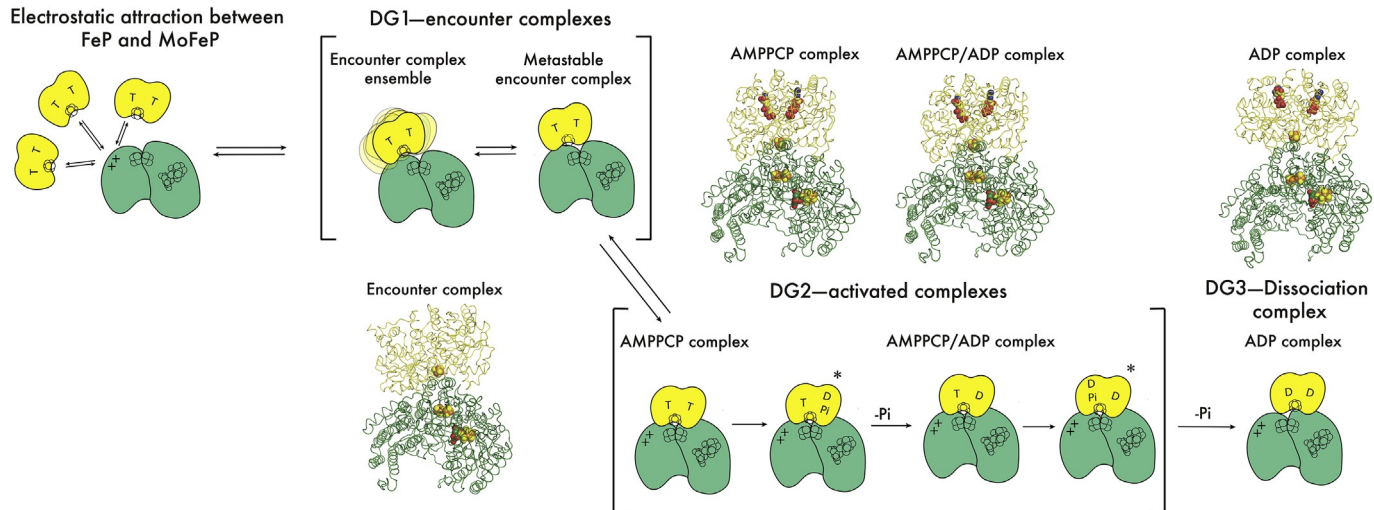 Electrostatic attraction between
FeP and MoFeP
T T
T T
T
++
DG1—encounter complexes
Encounter complex
ensemble
T T
Metastable
encounter complex
T T
AMPPCP complex
AMPPCP/ADP complex
ADP complex
Encounter complex
DG2—activated complexes
DG3—Dissociation
complex
AMPPCP complex
AMPPCP/ADP complex
ADP complex
T T
++
*
T D
Pi
++
-Pi
T D
++
*
D
Pi D
++
-Pi
D D